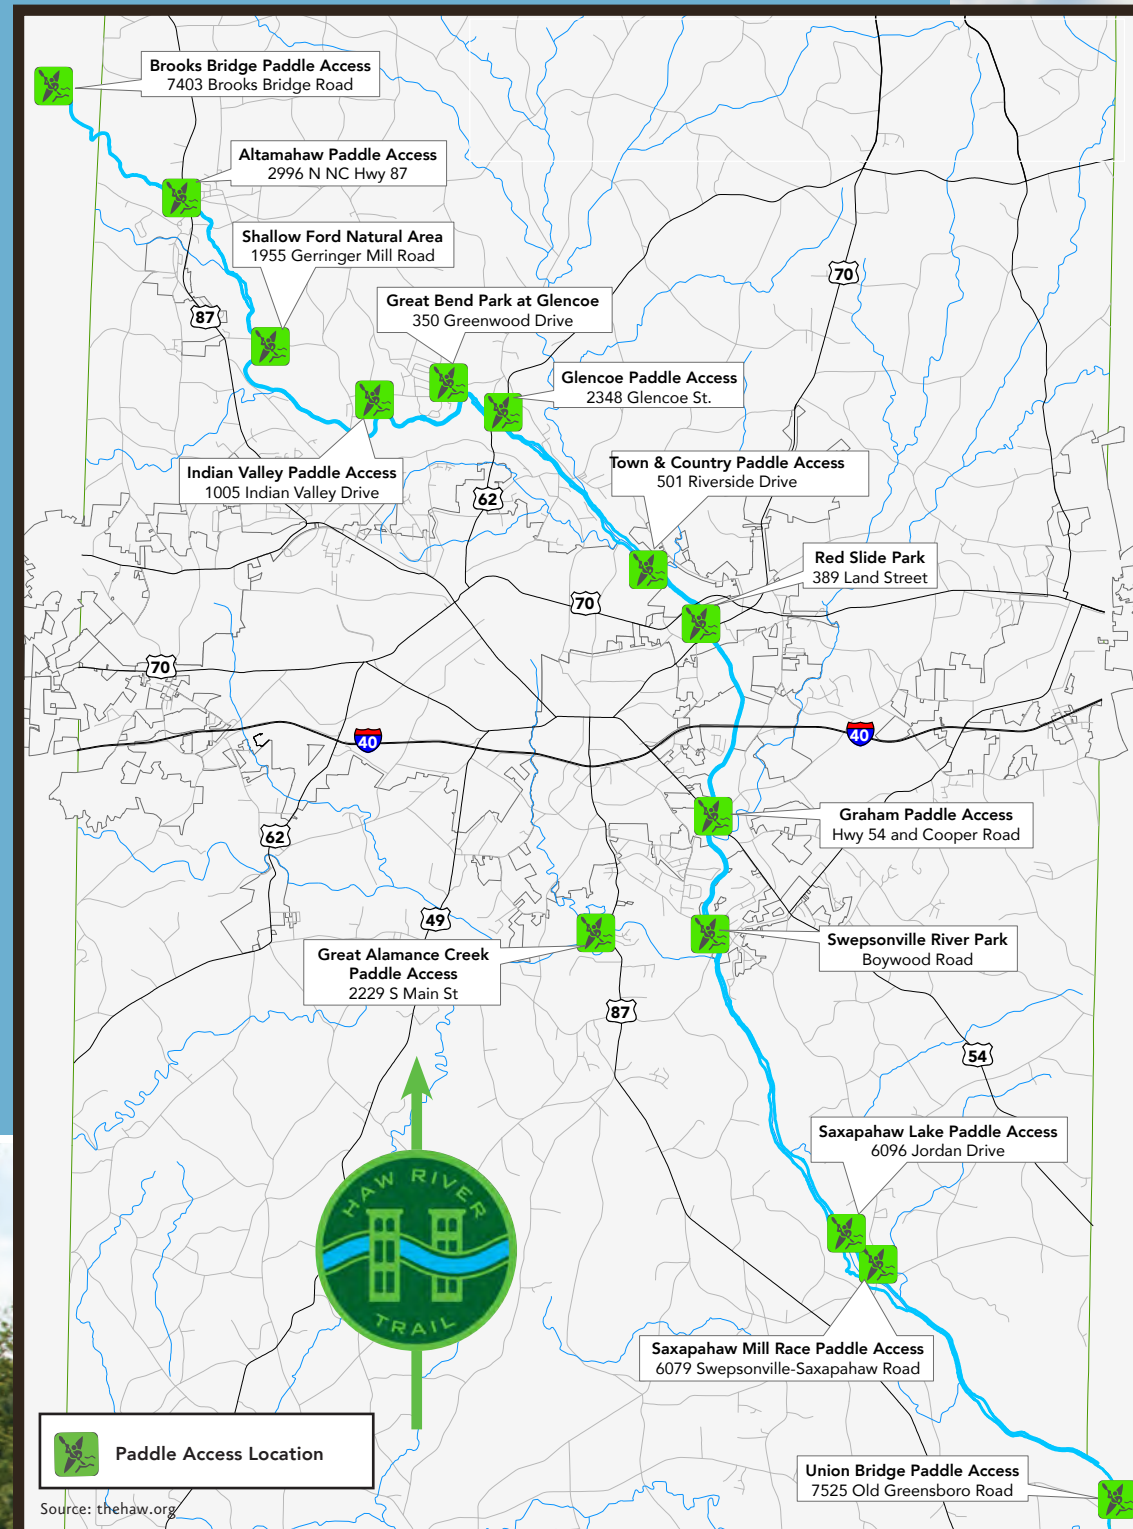 Brooks Bridge Paddle Access
7403 Brooks Bridge Road
Altamahaw Paddle Access
2996 N NC Hwy 87
Shallow Ford Natural Area
1955 Gerringer Mill Road
70
Great Bend Park at Glencoe
350 Greenwood Drive
87
Glencoe Paddle Access
2348 Glencoe St.
Indian Valley Paddle Access
1005 Indian Valley Drive
Town & Country Paddle Access
501 Riverside Drive
62
Red Slide Park
389 Land Street
70
70
40
40
Graham Paddle Access
Hwy 54 and Cooper Road
62
49
Swepsonville River Park
Boywood Road
Great Alamance Creek
Paddle Access
2229 S Main St
87
54
Saxapahaw Lake Paddle Access
6096 Jordan Drive
HAW RIVER
TRAIL
Saxapahaw Mill Race Paddle Access
6079 Swepsonville-Saxapahaw Road
Paddle Access Location
Union Bridge Paddle Access
7525 Old Greensboro Road
Source: thehaw.org